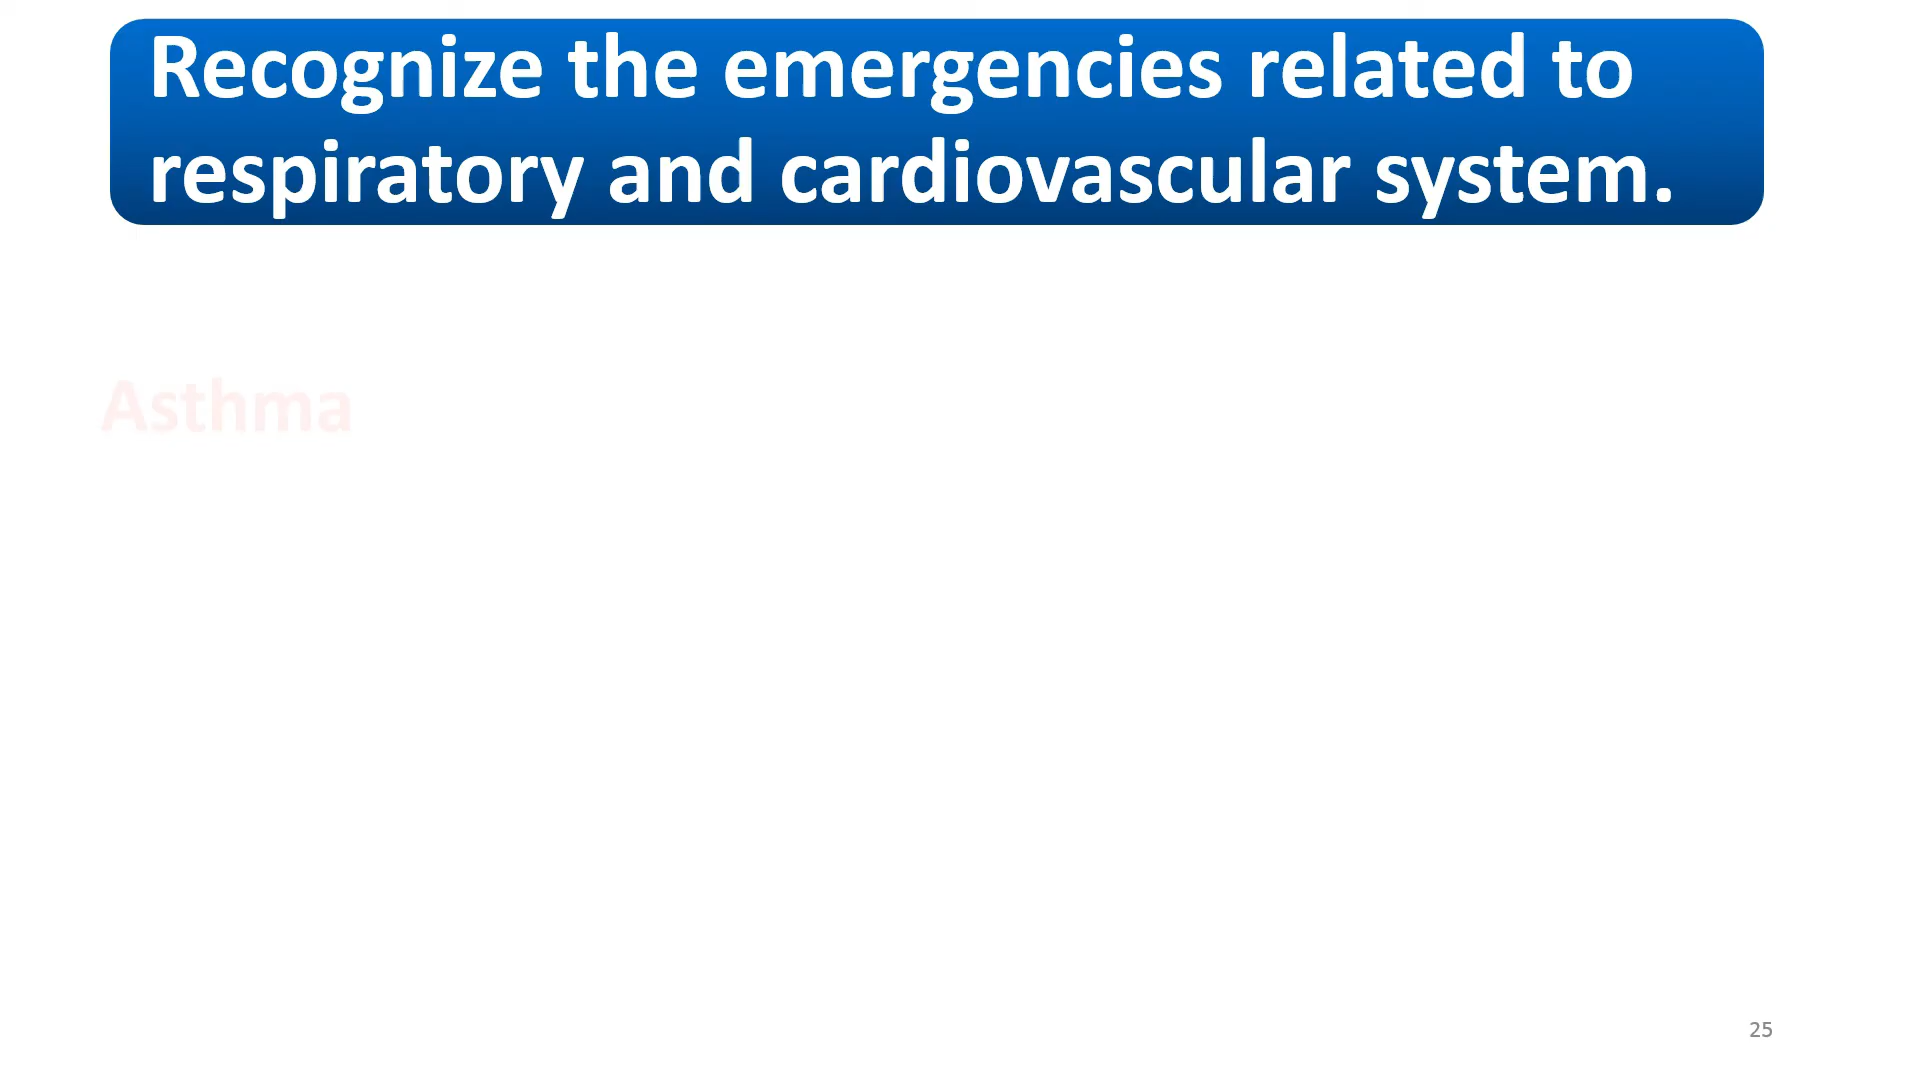 Recognize the emergencies related to
respiratory and cardiovascular system.
Asthma
25